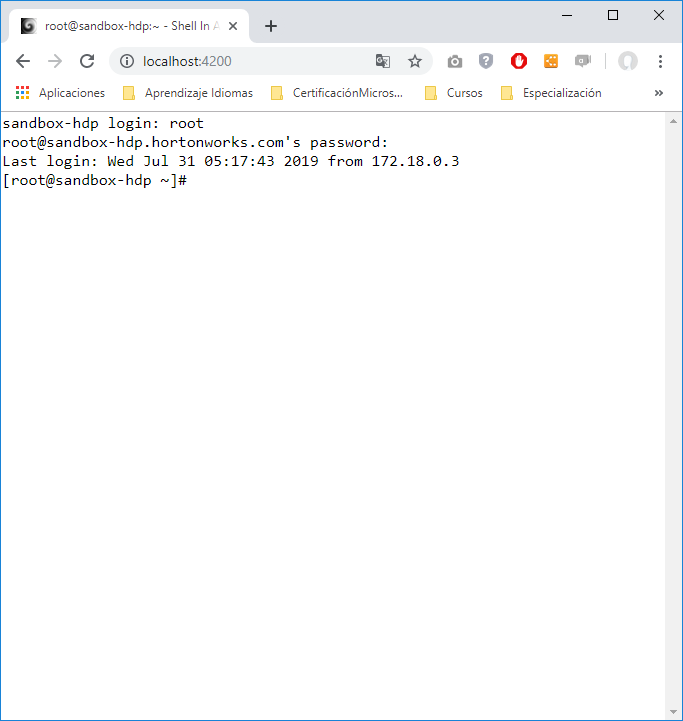 root@sandbox-hdp:~ - Shell In A
localhost:4200
Aplicaciones Aprendizaje Idiomas CertificaciónMicros... Cursos Especialización »
sandbox-hdp login: root
root@sandbox-hdp.hortonworks.com's password:
Last login: Wed Jul 31 05:17:43 2019 from 172.18.0.3
[root@sandbox-hdp ~]#